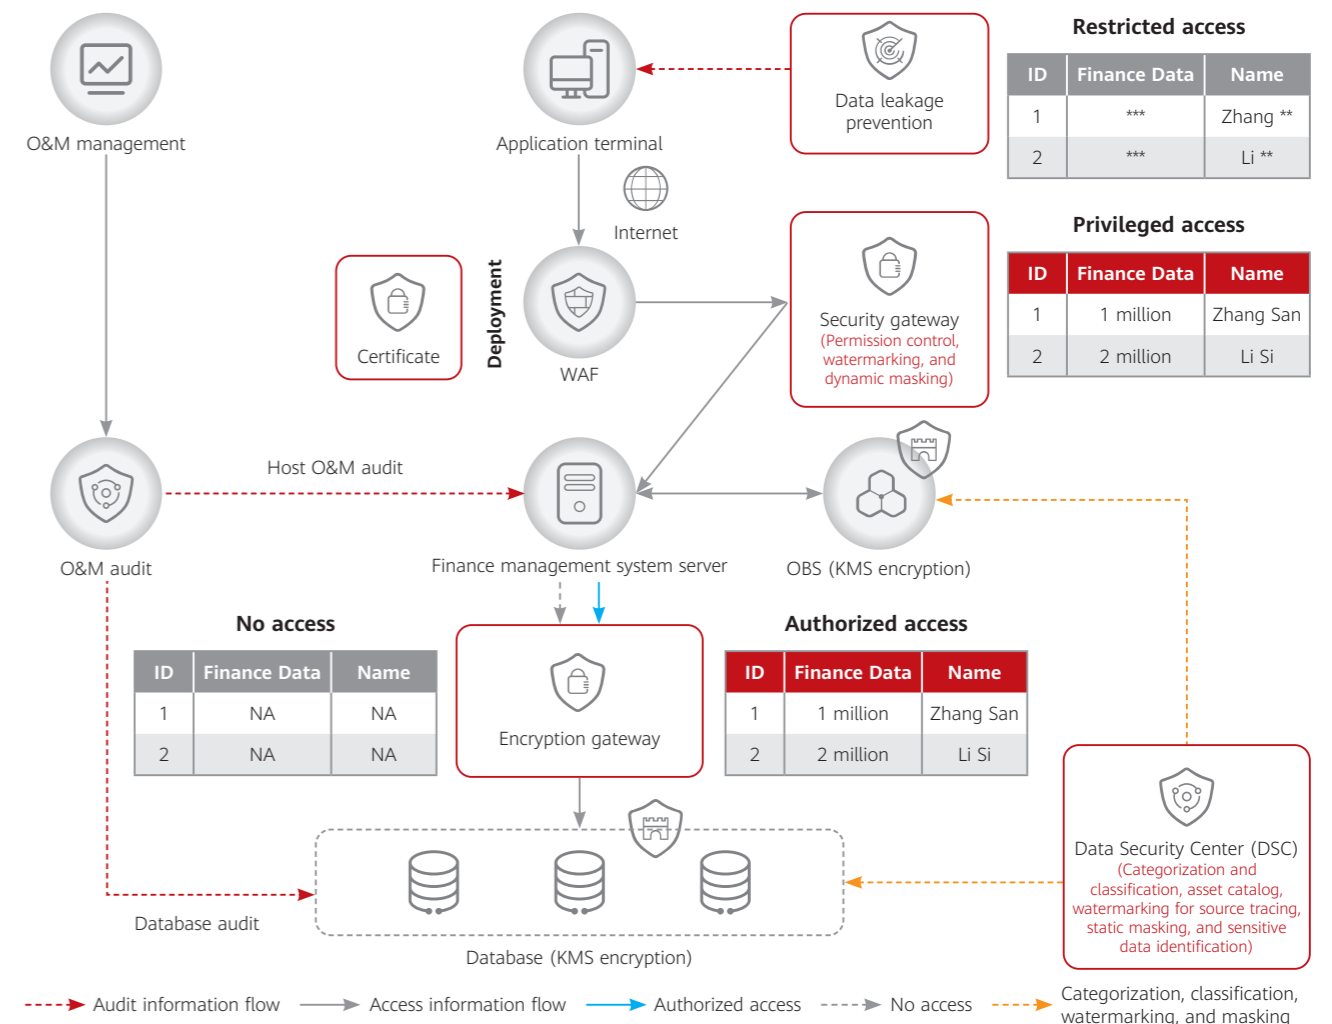 O&M management
Application terminal
Data leakage
prevention
Restricted access
ID Finance Data Name
1 *** Zhang **
2 *** Li **
Internet
Privileged access
ID Finance Data Name
1 1 million Zhang San
2 2 million Li Si
Certificate
Deployment
WAF
Security gateway
(Permission control,
watermarking, and
dynamic masking)
Host O&M audit
O&M audit
Finance management system server
OBS (KMS encryption)
No access
ID Finance Data Name
1 NA NA
2 NA NA
Encryption gateway
Authorized access
ID Finance Data Name
1 1 million Zhang San
2 2 million Li Si
Data Security Center (DSC)
(Categorization and
classification, asset catalog,
watermarking for source tracing,
static masking, and sensitive
data identification)
Database audit
Database (KMS encryption)
Audit information flow
Access information flow
Authorized access
No access
Categorization, classification,
watermarking, and masking